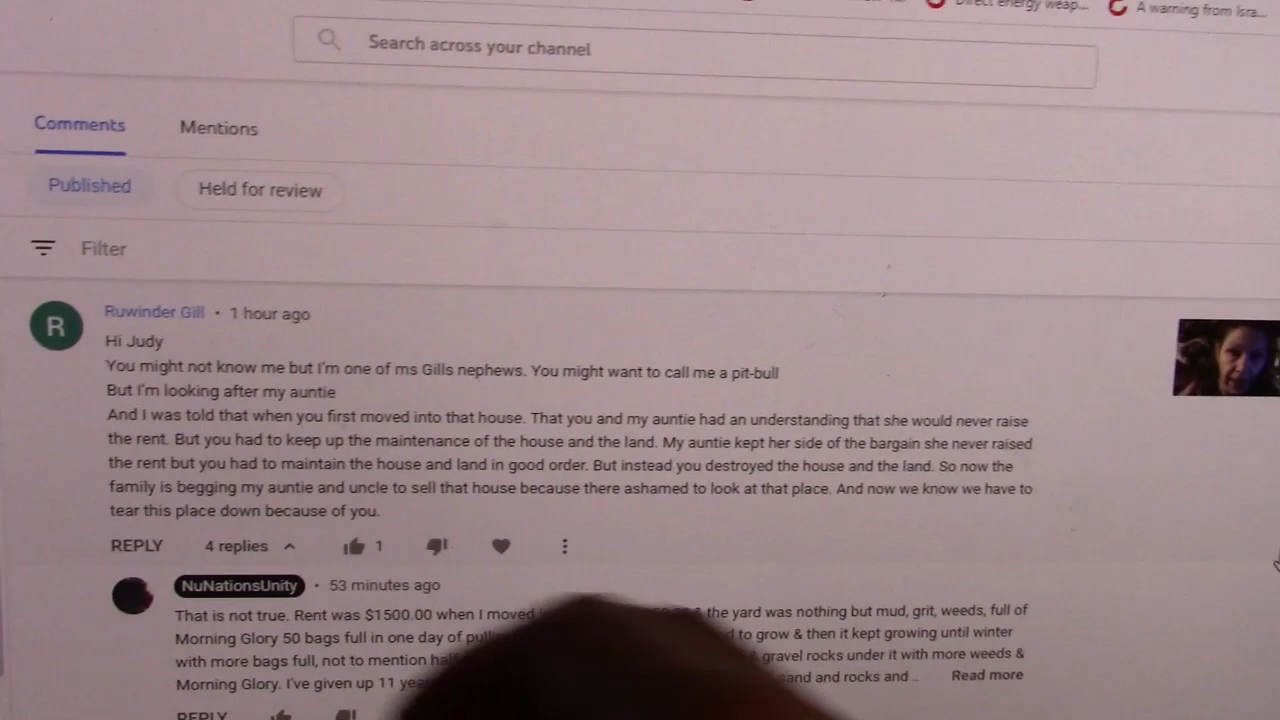 Direct energy weap...
A warning from Isra...
Search across your channel
Comments
Mentions
Published
Held for review
Filter
R
Ruwinder Gill • 1 hour ago
Hi Judy
You might not know me but I'm one of ms Gills nephews. You might want to call me a pit-bull
But I'm looking after my auntie
And I was told that when you first moved into that house. That you and my auntie had an understanding that she would never raise
the rent. But you had to keep up the maintenance of the house and the land. My auntie kept her side of the bargain she never raised
the rent but you had to maintain the house and land in good order. But instead you destroyed the house and the land. So now the
family is begging my auntie and uncle to sell that house because there ashamed to look at that place. And now we know we have to
tear this place down because of you.
REPLY 4 replies 1
NuNationsUnity • 53 minutes ago
That is not true. Rent was $1500.00 when I moved the yard was nothing but mud, grit, weeds, full of
Morning Glory 50 bags full in one day of to grow & then it kept growing until winter
with more bags full, not to mention gravel rocks under it with more weeds &
Morning Glory. I've given up 11 sand and rocks and ... Read more
REPLY